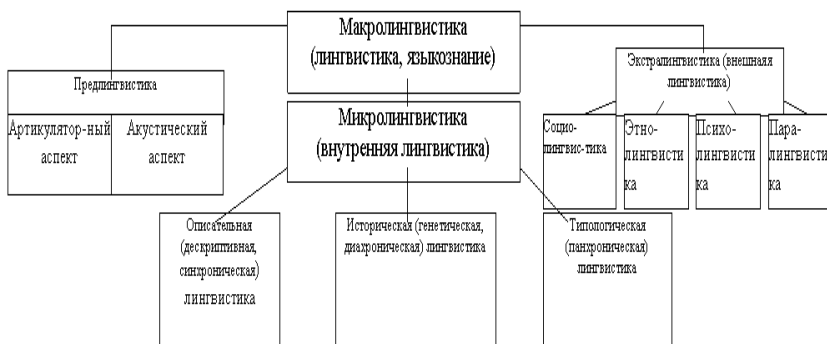 Макролингвистика
(лингвистика, языкознание)
Предлингвистика
Артикулятор-ный
аспект
Акустический
аспект
Микролингвистика
(внутренняя лингвистика)
Экстралингвистика (внешнаяя
лингвистика)
Социо-
лингвис-тика
Этно-
лингвисти
ка
Психо-
лингвисти
ка
Пара-
лингвисти
ка
Описательная
(дескриптивная,
синхроническая)
лингвистика
Историческая (генетическая,
диахроническая) лингвистика
Типологическая
(панхроническая)
лингвистика